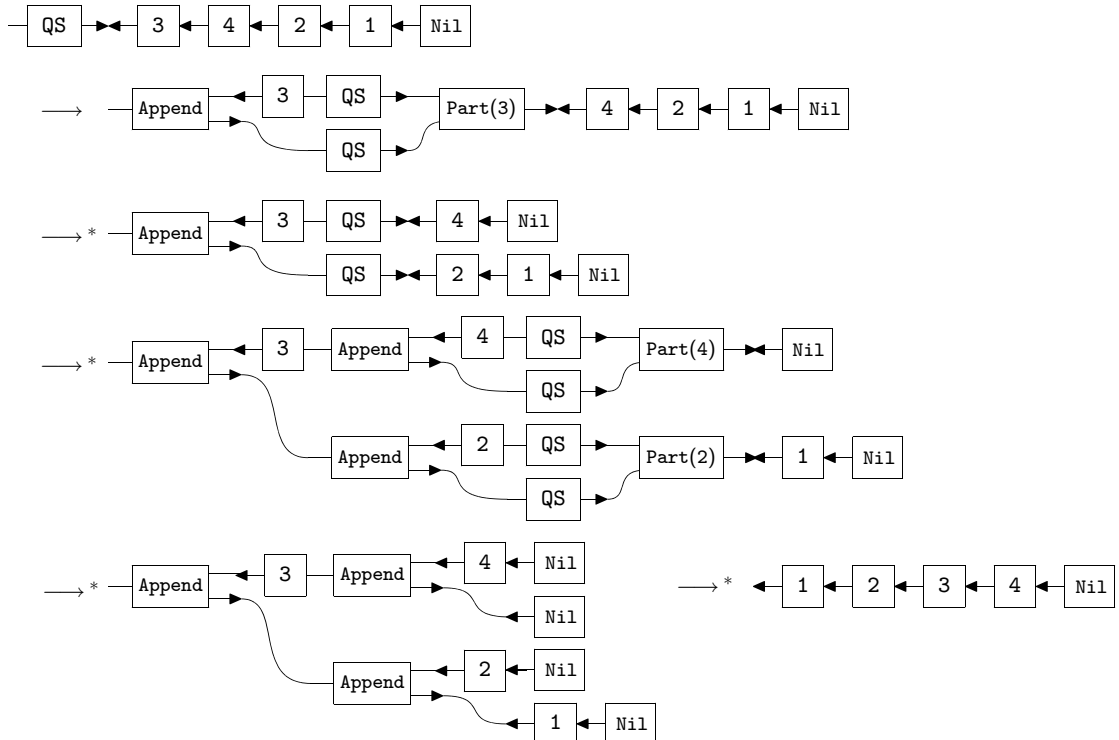 QS 3 4 2 1 Nil
⟶ Append 3 QS Part(3) 4 2 1 Nil
QS
⟶* Append 3 QS 4 Nil
QS 2 1 Nil
⟶* Append 3 Append 4 QS Part(4) Nil
QS
Append 2 QS Part(2) 1 Nil
QS
⟶* Append 3 Append 4 Nil
Nil
Append 2 Nil
1 Nil
⟶* 1 2 3 4 Nil